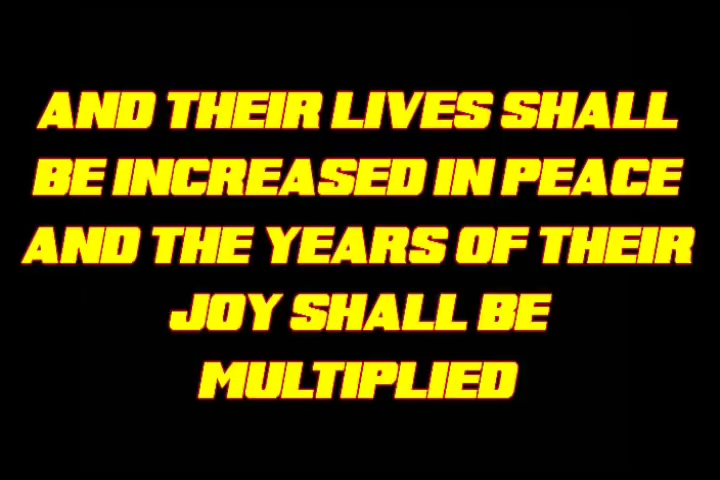 AND THEIR LIVES SHALL
BE INCREASED IN PEACE
AND THE YEARS OF THEIR
JOY SHALL BE
MULTIPLIED